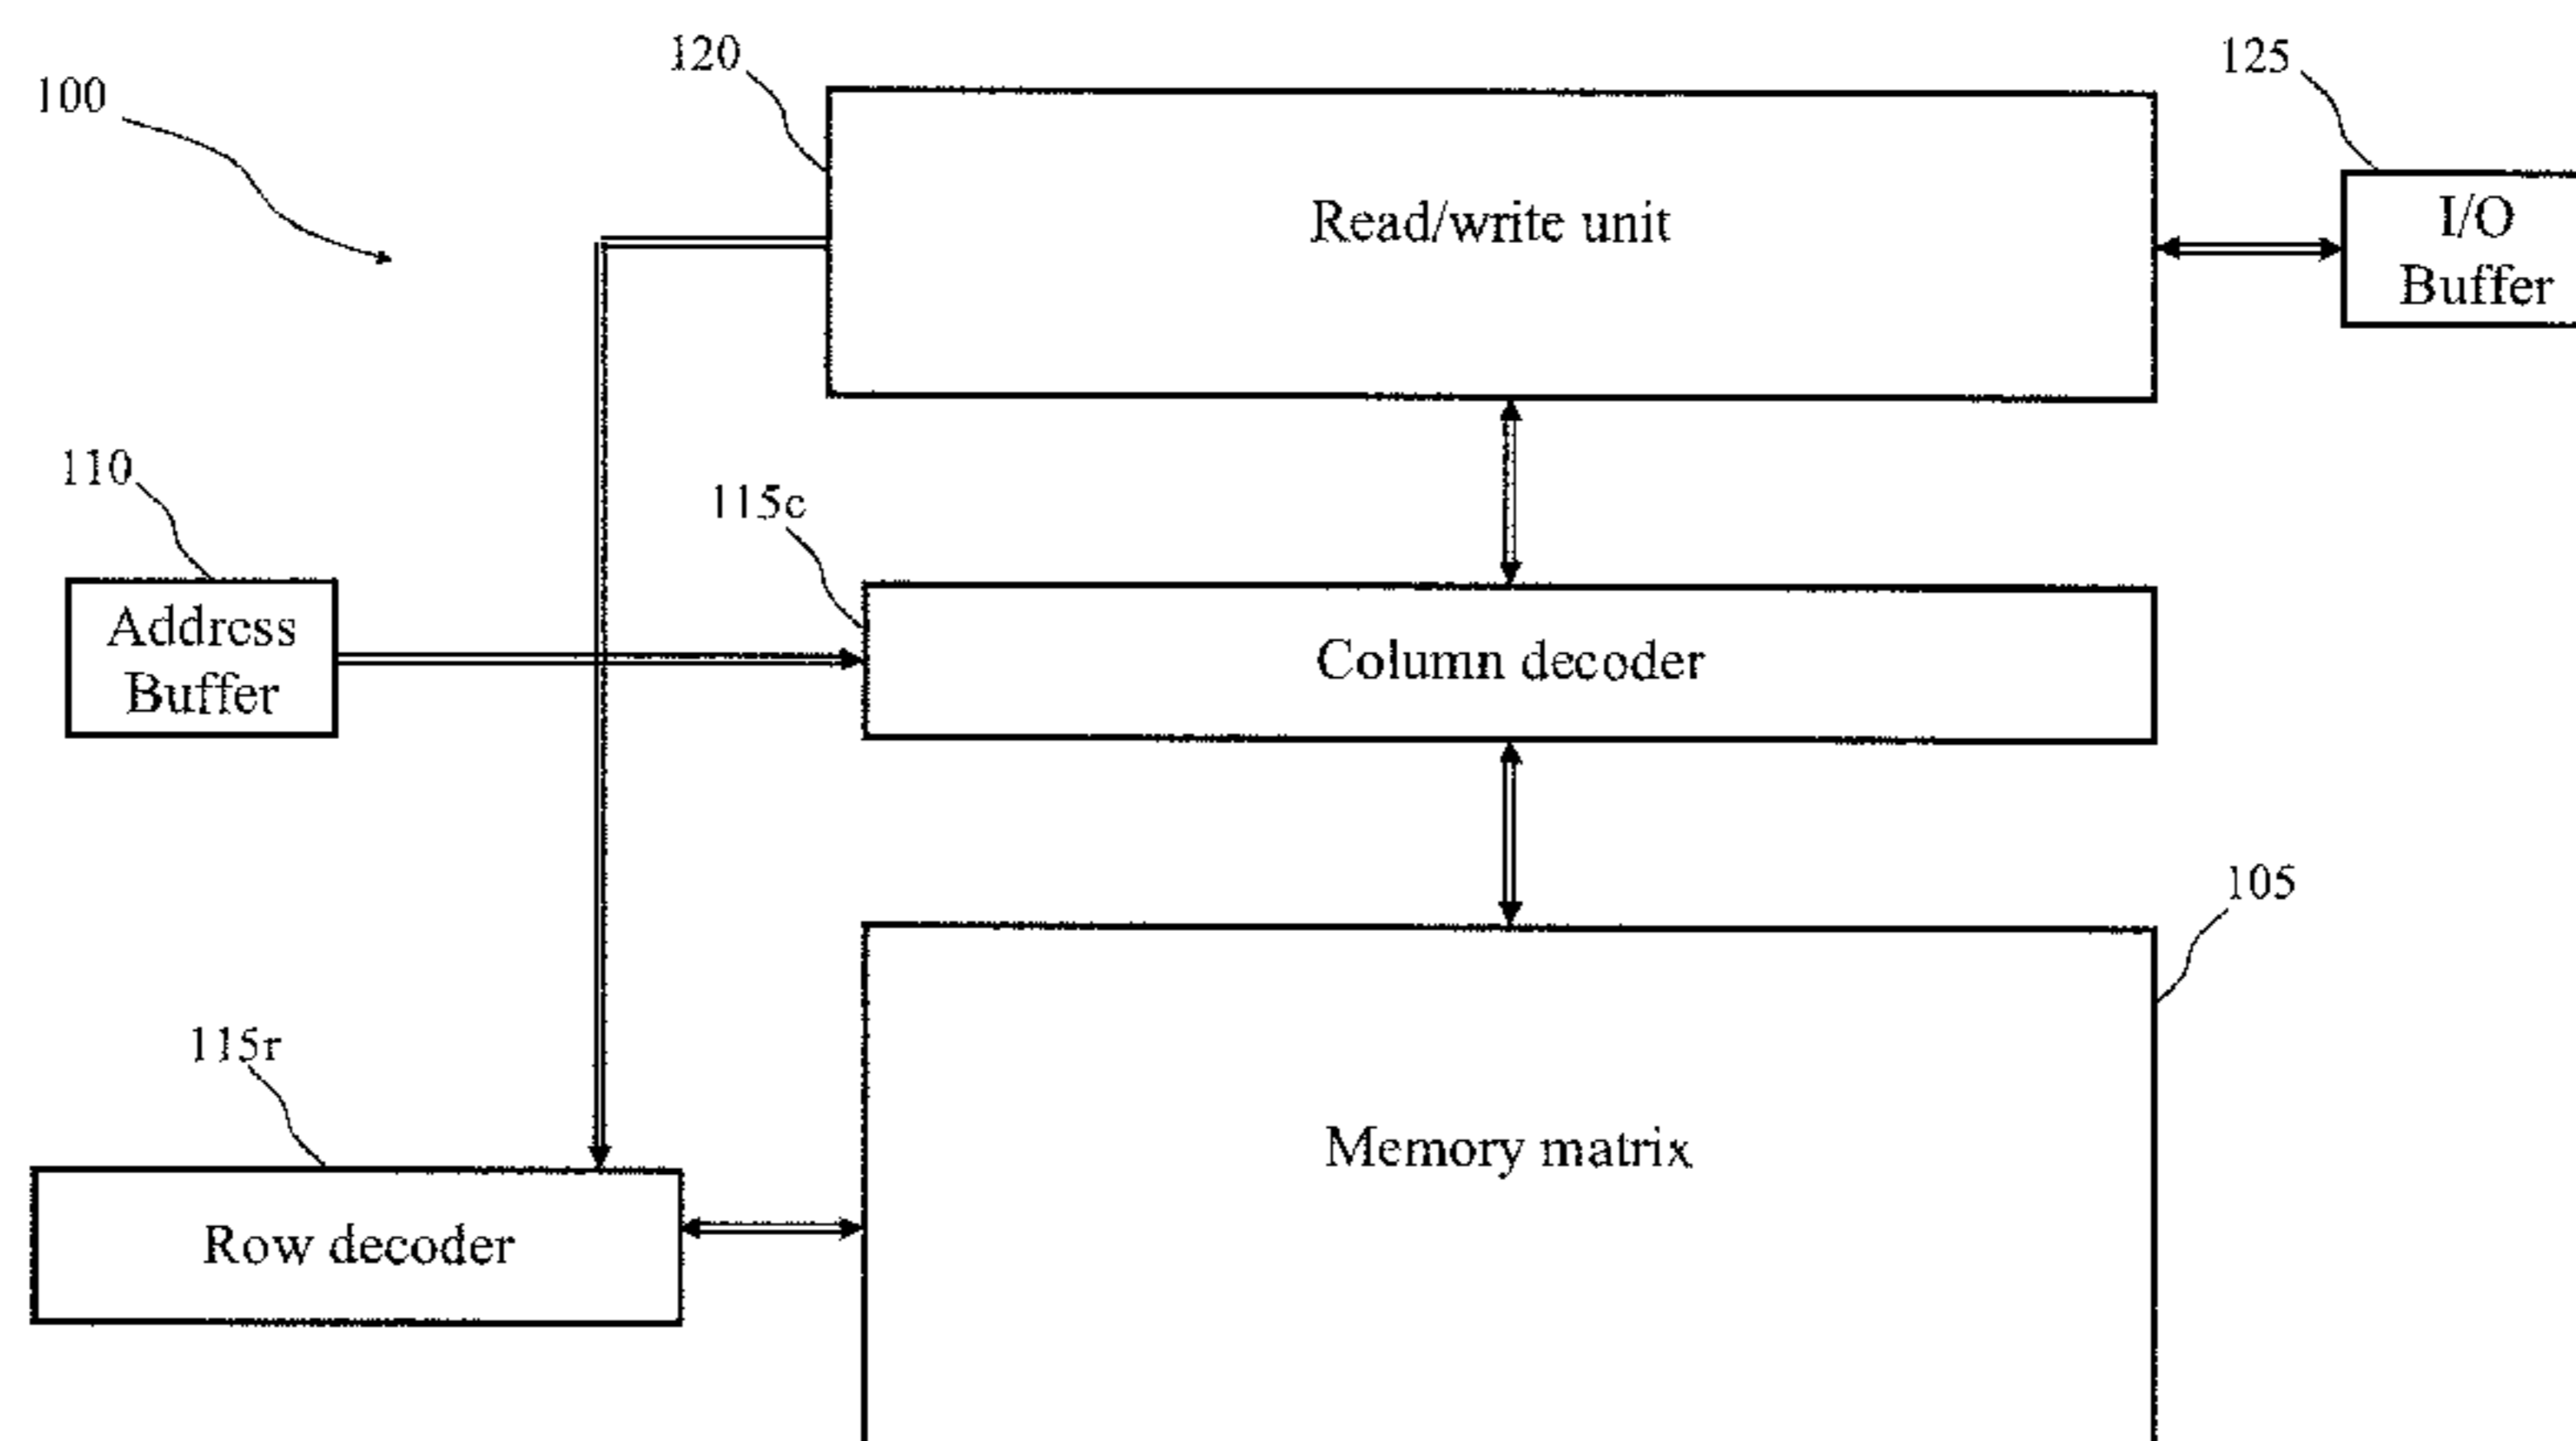 120
125
100
Read/write unit
I/O
Buffer
110
115c
Address
Buffer
Column decoder
105
115r
Memory matrix
Row decoder